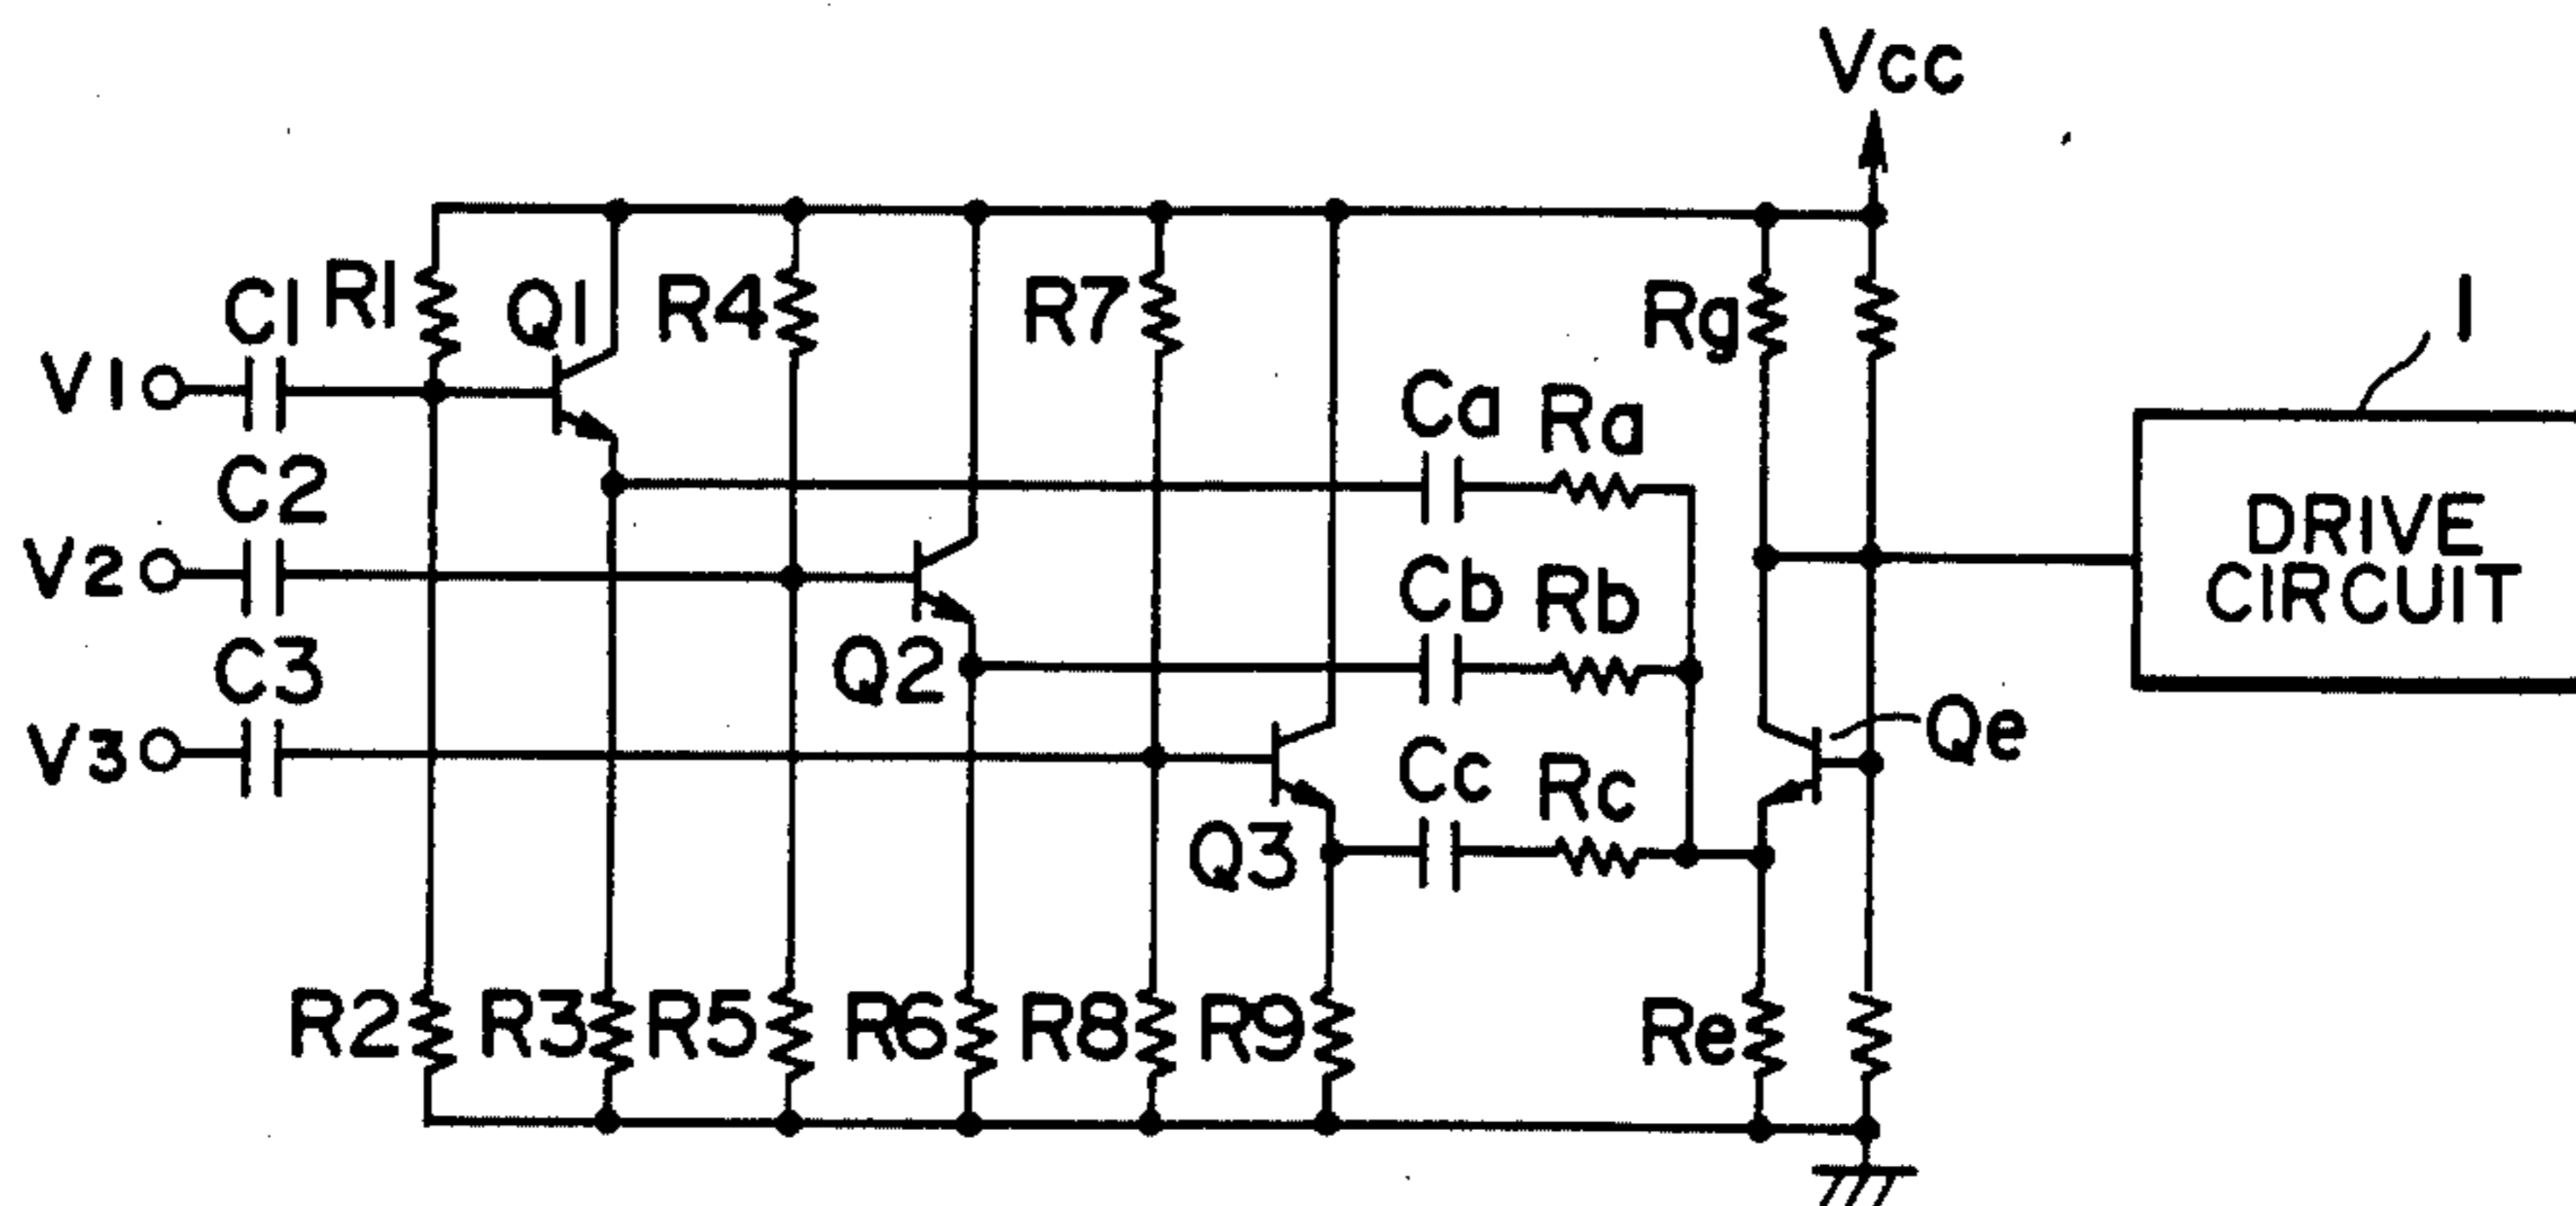 Vcc
C1
R1
Q1
R4
R7
Rg
1
V1
Ca
Ra
C2
DRIVE
CIRCUIT
V2
Cb
Rb
C3
Q2
Qe
V3
Cc
Rc
Q3
R2
R3
R5
R6
R8
R9
Re